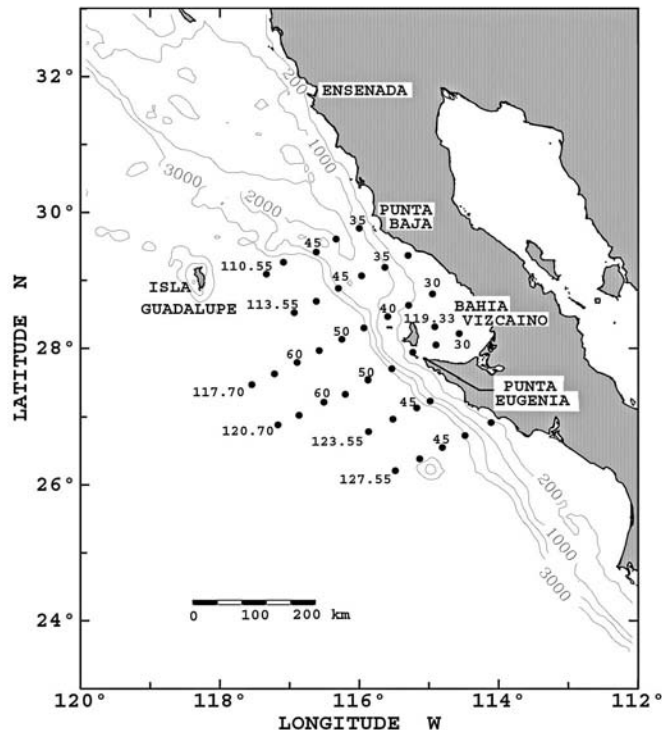 32°
200
ENSENADA
1000
3000
2000
30°
35
PUNTA
BAJA
45
35
110.55
45
30
ISLA
GUADALUPE
113.55
40
119.33
BAHIA
VIZCAINO
50
30
28°
60
50
PUNTA
EUGENIA
117.70
60
45
120.70
123.55
45
127.55
200
26°
1000
3000
0 100 200
km
24°
120° 118° 116° 114° 112°
LONGITUDE W
LATITUDE N